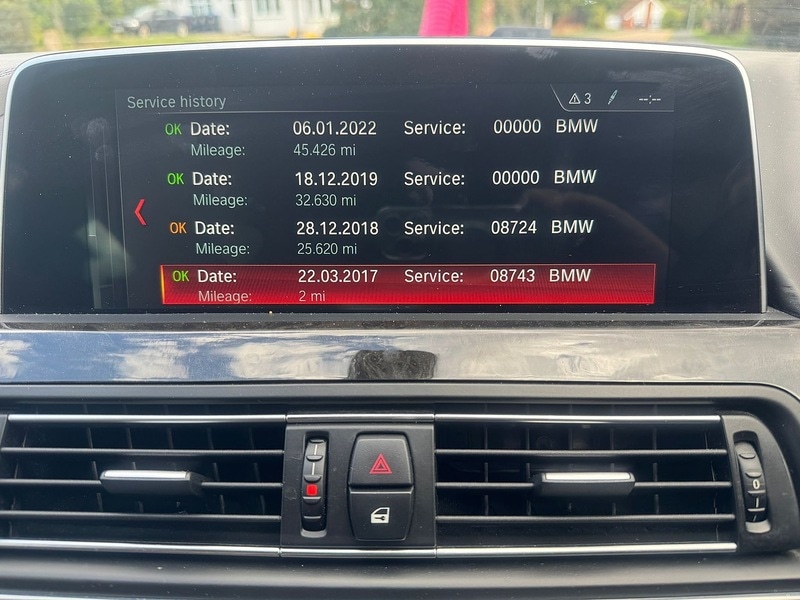 Service history
3 --:--
OK Date: 06.01.2022 Service: 00000 BMW
Mileage: 45.426 mi
OK Date: 18.12.2019 Service: 00000 BMW
Mileage: 32.630 mi
OK Date: 28.12.2018 Service: 08724 BMW
Mileage: 25.620 mi
OK Date: 22.03.2017 Service: 08743 BMW
Mileage: 2 mi
0